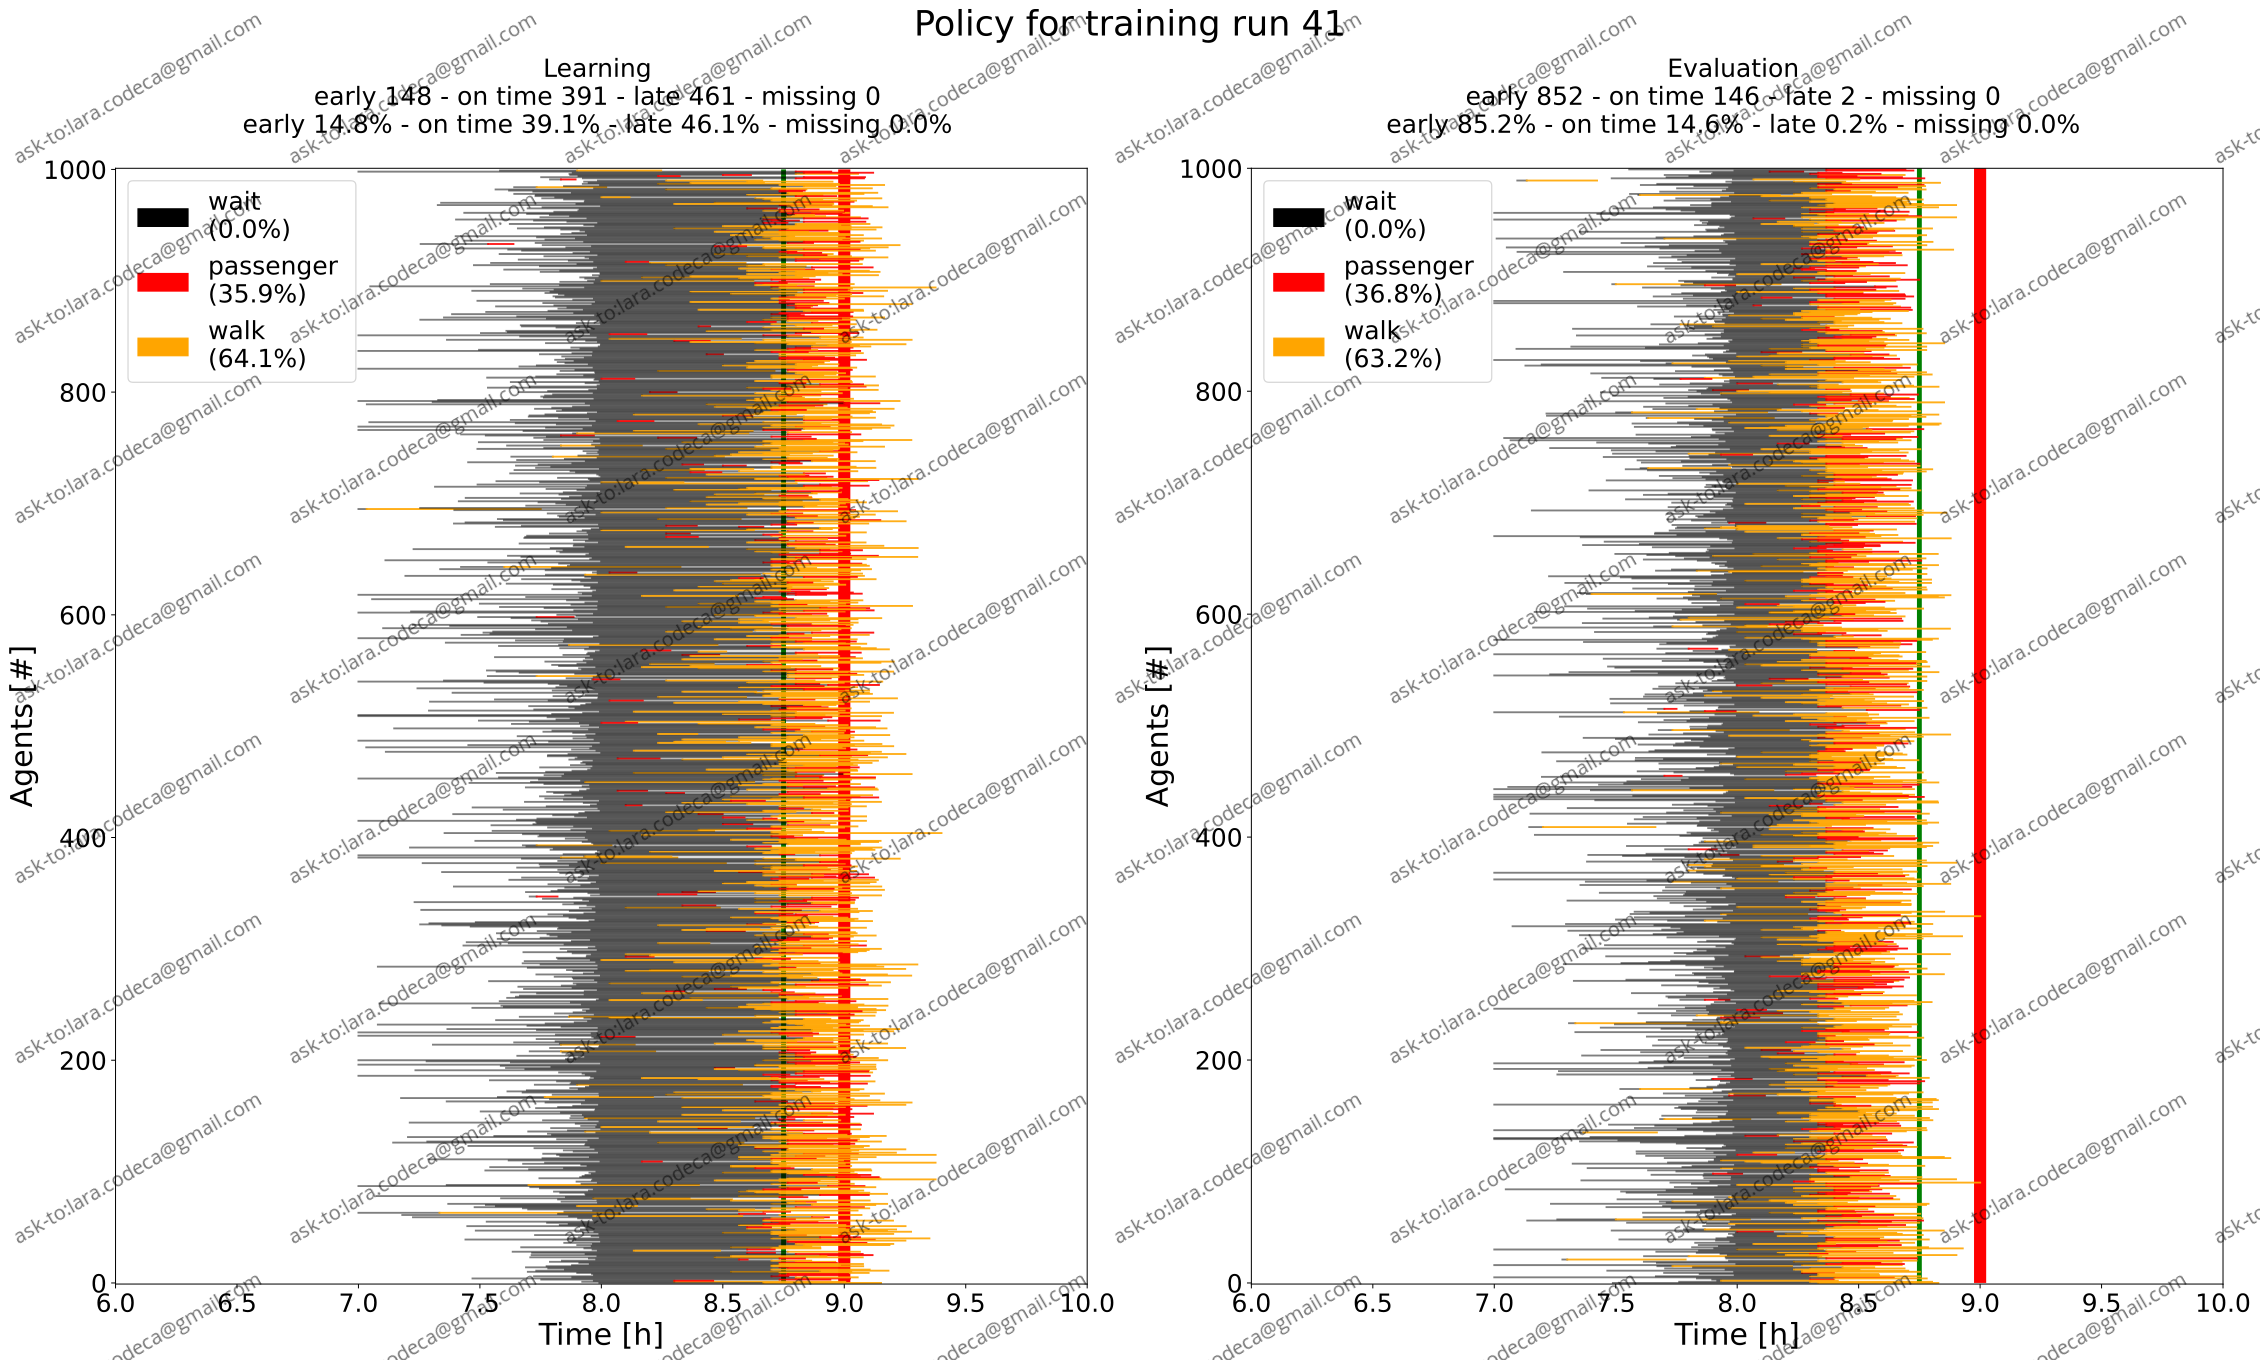 Policy for training run 41
Learning
early 148 - on time 391 - late 461 - missing 0
early 14.8% - on time 39.1% - late 46.1% - missing 0.0%
1000
800
600
400
200
0
Agents [#]
wait
(0.0%)
passenger
(35.9%)
walk
(64.1%)
6.0 6.5 7.0 7.5 8.0 8.5 9.0 9.5 10.0
Time [h]
Evaluation
early 852 - on time 146 - late 2 - missing 0
early 85.2% - on time 14.6% - late 0.2% - missing 0.0%
1000
800
600
400
200
0
Agents [#]
wait
(0.0%)
passenger
(36.8%)
walk
(63.2%)
6.0 6.5 7.0 7.5 8.0 8.5 9.0 9.5 10.0
Time [h]
ask-to:lara.codeca@gmail.com